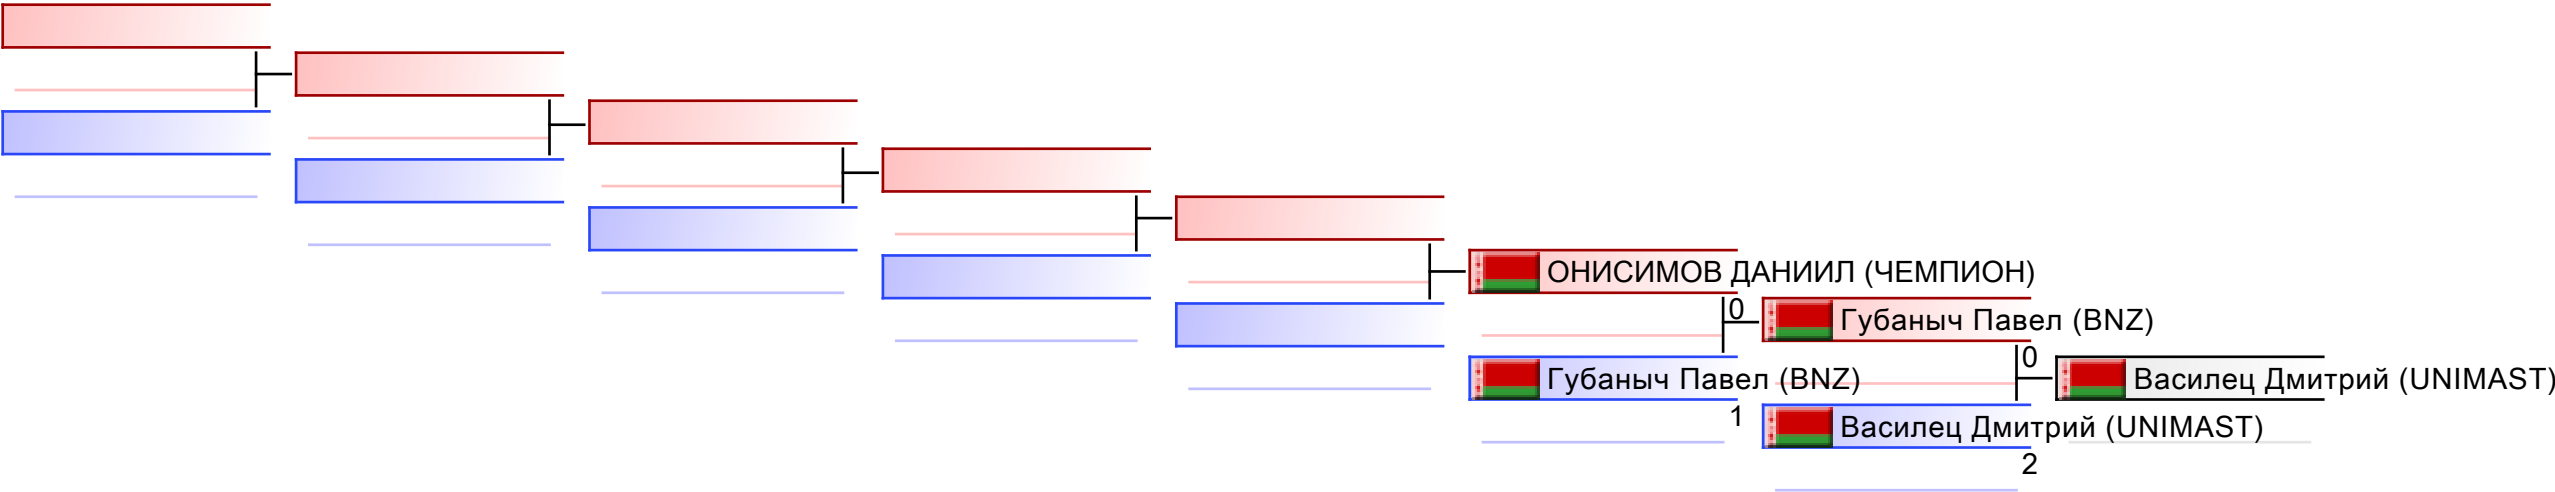 ОНИСИМОВ ДАНИИЛ (ЧЕМПИОН)
0
Губаныч Павел (BNZ)
0
Губаныч Павел (BNZ)
Василец Дмитрий (UNIMAST)
1
Василец Дмитрий (UNIMAST)
2